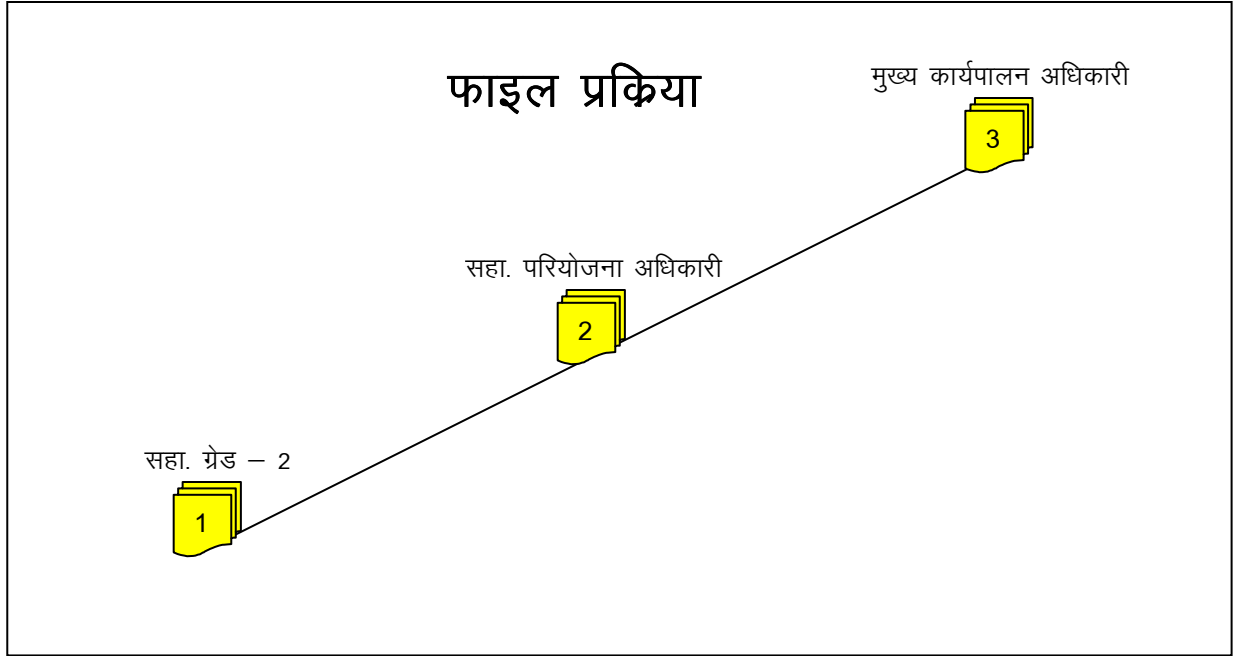 फाइल प्रक्रिया
मुख्य कार्यपालन अधिकारी
3
सहा. परियोजना अधिकारी
2
सहा. ग्रेड – 2
1